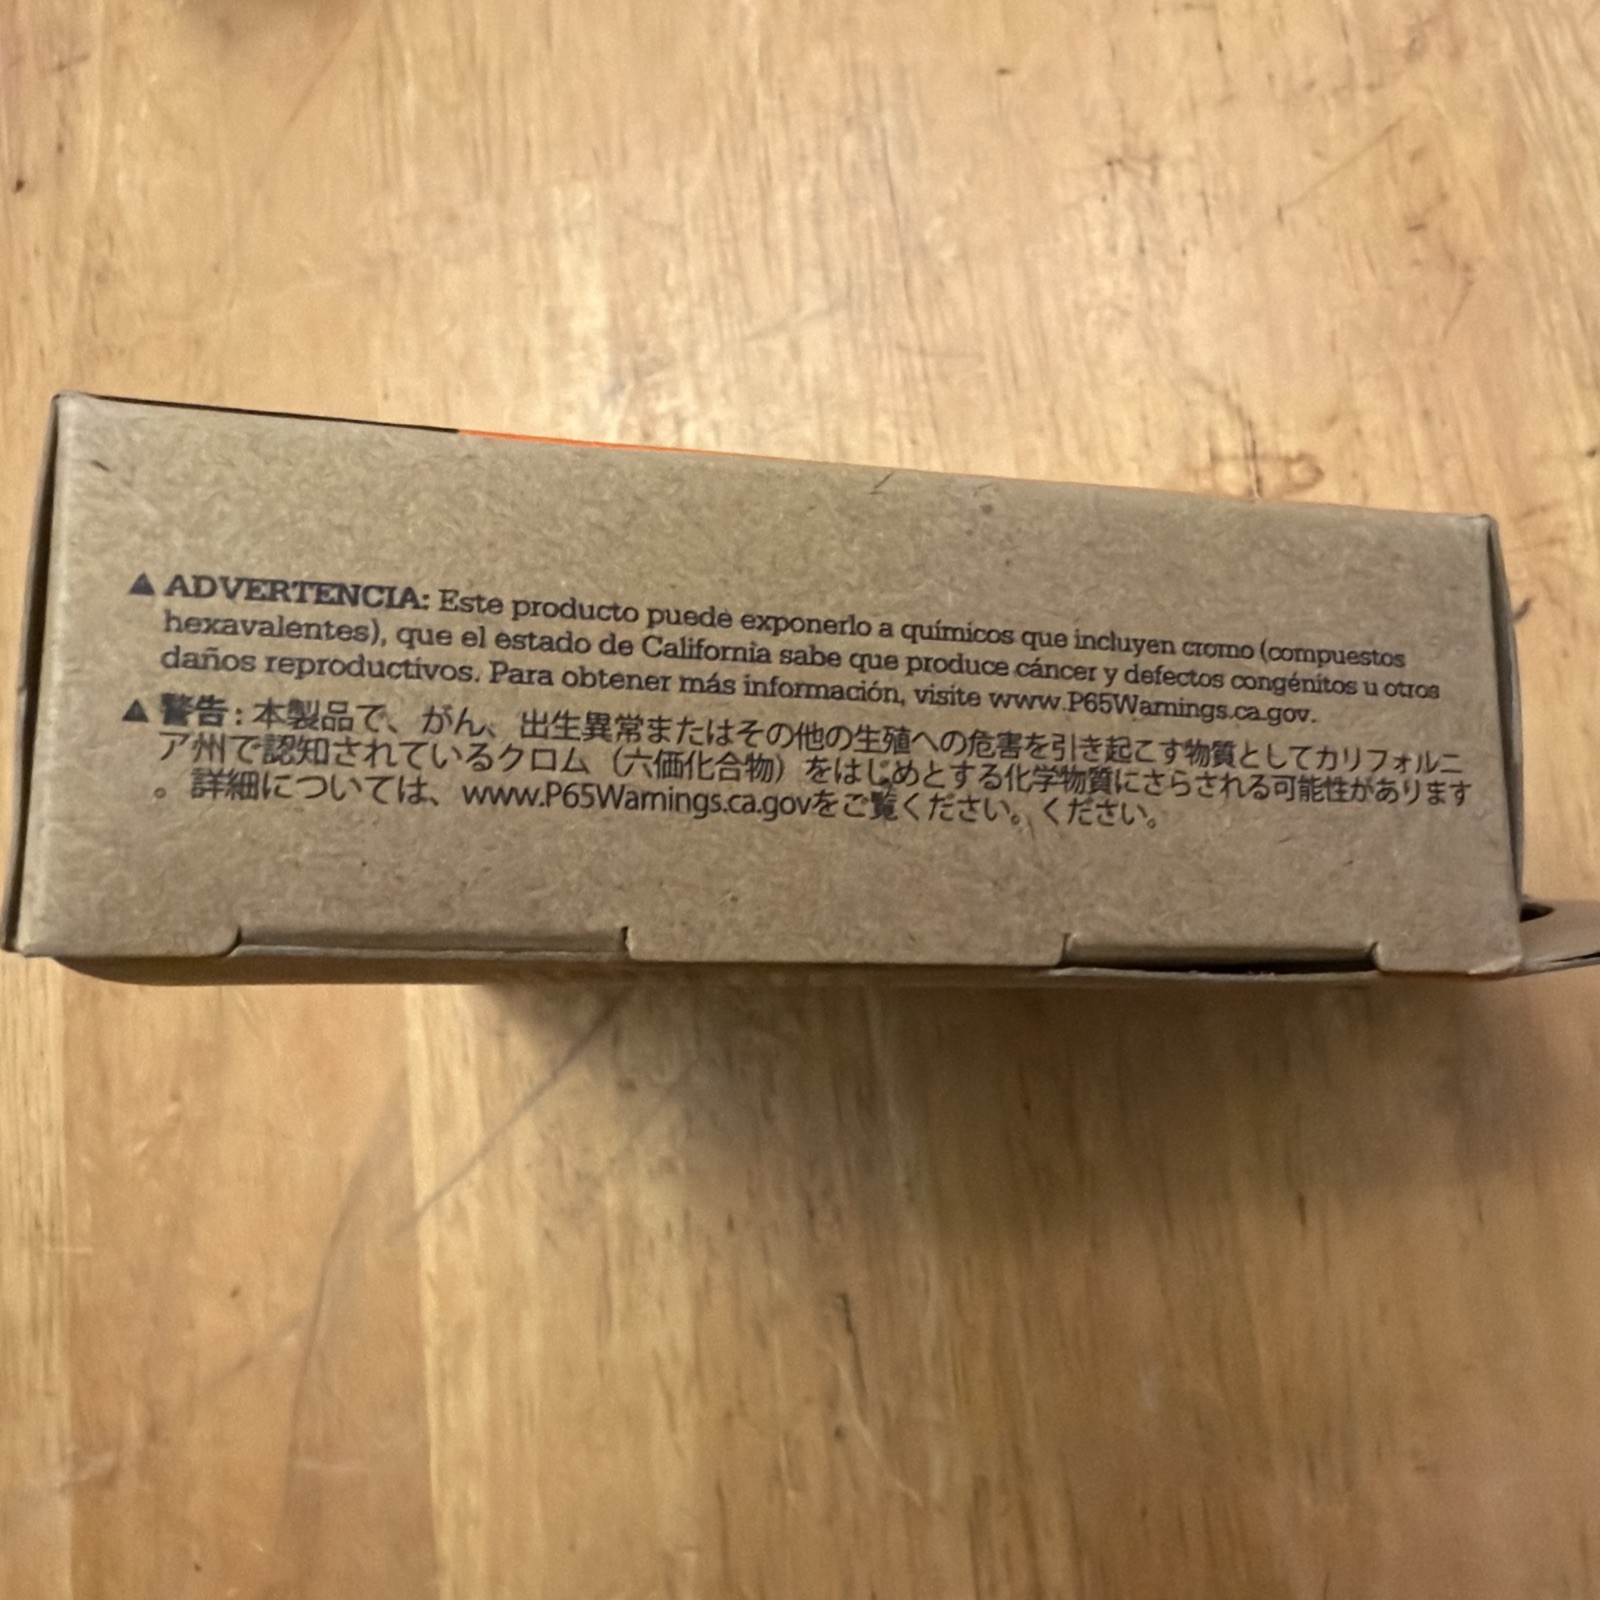 ▲ ADVERTENCIA: Este producto puede exponerlo a químicos que incluyen cromo (compuestos
hexavalentes), que el estado de California sabe que produce cáncer y defectos congénitos u otros
daños reproductivos. Para obtener más información, visite www.P65Warnings.ca.gov.
▲ 警告 : 本製品で、がん、出生異常またはその他の生殖への危害を引き起こす物質としてカリフォルニ
ア州で認知されているクロム（六価化合物）をはじめとする化学物質にさらされる可能性があります
。詳細については、www.P65Warnings.ca.govをご覧ください。ください。